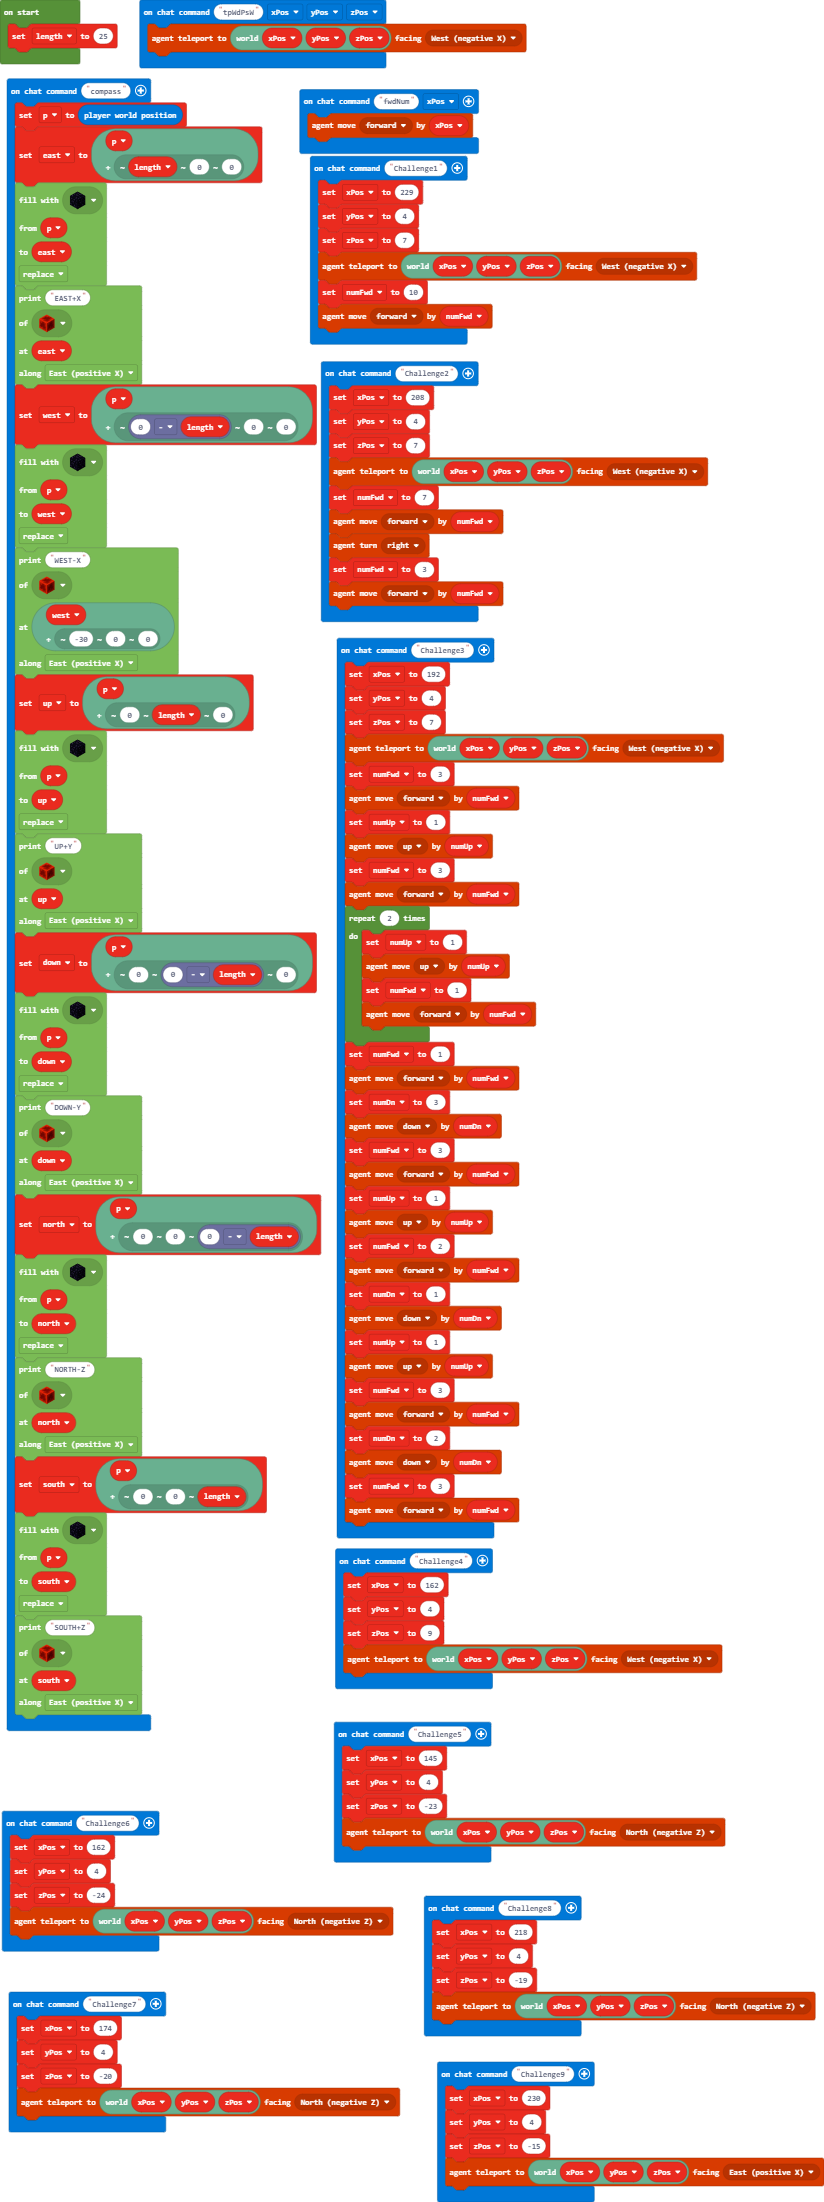 on start
set length to 25
on chat command "tpWdPsW" xPos yPos zPos
agent teleport to world xPos yPos zPos facing West (negative X)
on chat command "compass"
set p to player world position
set east to p
+ ~ length ~ 0 ~ 0
fill with
from p
to east
replace
print "EAST+X"
of
at east
along East (positive X)
set west to p
+ ~ 0 - length ~ 0 ~ 0
fill with
from p
to west
replace
print "WEST-X"
of
at west
+ ~ -30 ~ 0 ~ 0
along East (positive X)
set up to p
+ ~ 0 ~ length ~ 0
fill with
from p
to up
replace
print "UP+Y"
of
at up
along East (positive X)
set down to p
+ ~ 0 ~ 0 - length ~ 0
fill with
from p
to down
replace
print "DOWN-Y"
of
at down
along East (positive X)
set north to p
+ ~ 0 ~ 0 ~ 0 - length
fill with
from p
to north
replace
print "NORTH-Z"
of
at north
along East (positive X)
set south to p
+ ~ 0 ~ 0 ~ length
fill with
from p
to south
replace
print "SOUTH+Z"
of
at south
along East (positive X)
on chat command "fwdNum" xPos
agent move forward by xPos
on chat command "Challenge1"
set xPos to 229
set yPos to 4
set zPos to 7
agent teleport to world xPos yPos zPos facing West (negative X)
set numFwd to 10
agent move forward by numFwd
on chat command "Challenge2"
set xPos to 208
set yPos to 4
set zPos to 7
agent teleport to world xPos yPos zPos facing West (negative X)
set numFwd to 7
agent move forward by numFwd
agent turn right
set numFwd to 3
agent move forward by numFwd
on chat command "Challenge3"
set xPos to 192
set yPos to 4
set zPos to 7
agent teleport to world xPos yPos zPos facing West (negative X)
set numFwd to 3
agent move forward by numFwd
set numUp to 1
agent move up by numUp
set numFwd to 3
agent move forward by numFwd
repeat 2 times
do
set numUp to 1
agent move up by numUp
set numFwd to 1
agent move forward by numFwd
set numFwd to 1
agent move forward by numFwd
set numDn to 3
agent move down by numDn
set numFwd to 3
agent move forward by numFwd
set numUp to 1
agent move up by numUp
set numFwd to 2
agent move forward by numFwd
set numDn to 1
agent move down by numDn
set numUp to 1
agent move up by numUp
set numFwd to 3
agent move forward by numFwd
set numDn to 2
agent move down by numDn
set numFwd to 3
agent move forward by numFwd
on chat command "Challenge4"
set xPos to 162
set yPos to 4
set zPos to 9
agent teleport to world xPos yPos zPos facing West (negative X)
on chat command "Challenge5"
set xPos to 145
set yPos to 4
set zPos to -23
agent teleport to world xPos yPos zPos facing North (negative Z)
on chat command "Challenge6"
set xPos to 162
set yPos to 4
set zPos to -24
agent teleport to world xPos yPos zPos facing North (negative Z)
on chat command "Challenge7"
set xPos to 174
set yPos to 4
set zPos to -20
agent teleport to world xPos yPos zPos facing North (negative Z)
on chat command "Challenge8"
set xPos to 218
set yPos to 4
set zPos to -19
agent teleport to world xPos yPos zPos facing North (negative Z)
on chat command "Challenge9"
set xPos to 230
set yPos to 4
set zPos to -15
agent teleport to world xPos yPos zPos facing East (positive X)